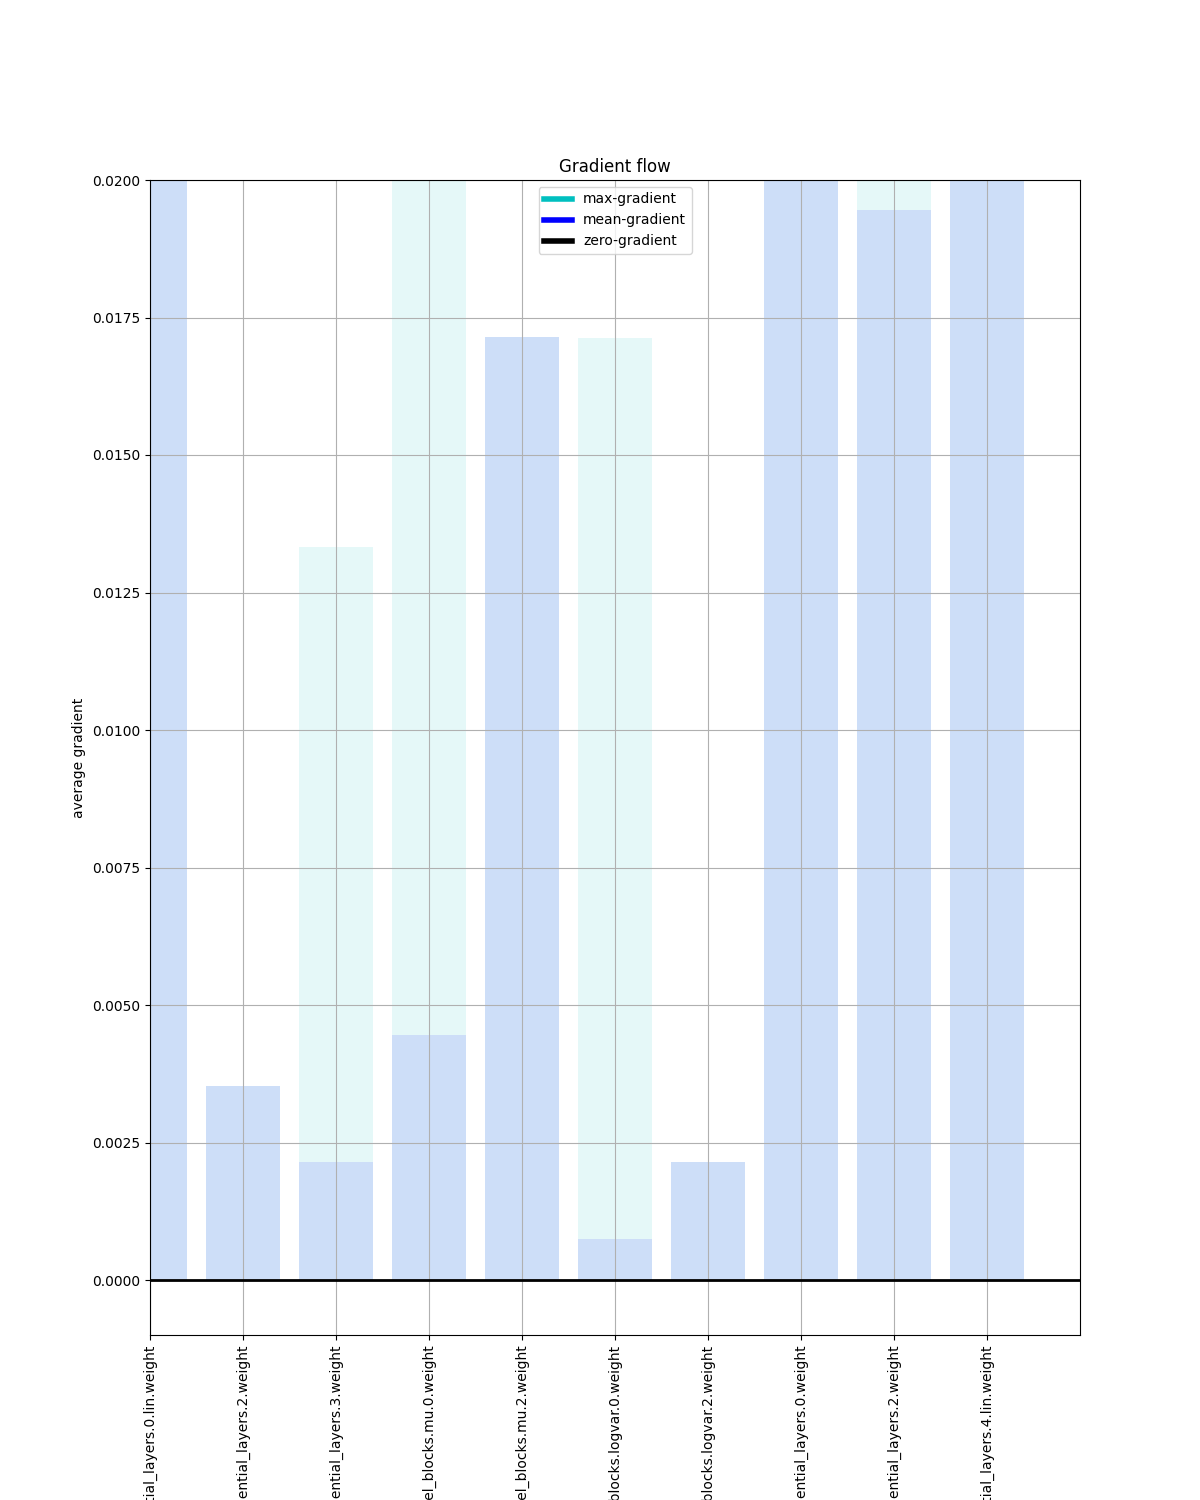 Gradient flow
max-gradient
mean-gradient
zero-gradient
0.0200
0.0175
0.0150
0.0125
0.0100
0.0075
0.0050
0.0025
0.0000
average gradient
tial_layers.0.lin.weight
ential_layers.2.weight
ential_layers.3.weight
el_blocks.mu.0.weight
el_blocks.mu.2.weight
blocks.logvar.0.weight
blocks.logvar.2.weight
ential_layers.0.weight
ential_layers.2.weight
tial_layers.4.lin.weight